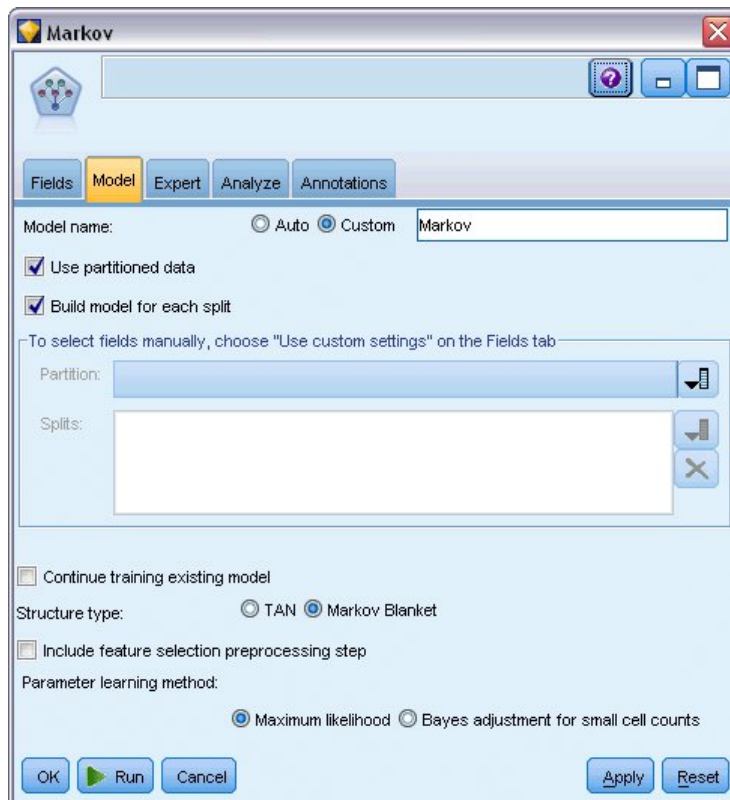 Markov
Fields Model Expert Analyze Annotations
Model name: Auto Custom Markov
Use partitioned data
Build model for each split
To select fields manually, choose "Use custom settings" on the Fields tab
Partition:
Splits:
Continue training existing model
Structure type: TAN Markov Blanket
Include feature selection preprocessing step
Parameter learning method:
Maximum likelihood Bayes adjustment for small cell counts
OK Run Cancel Apply Reset